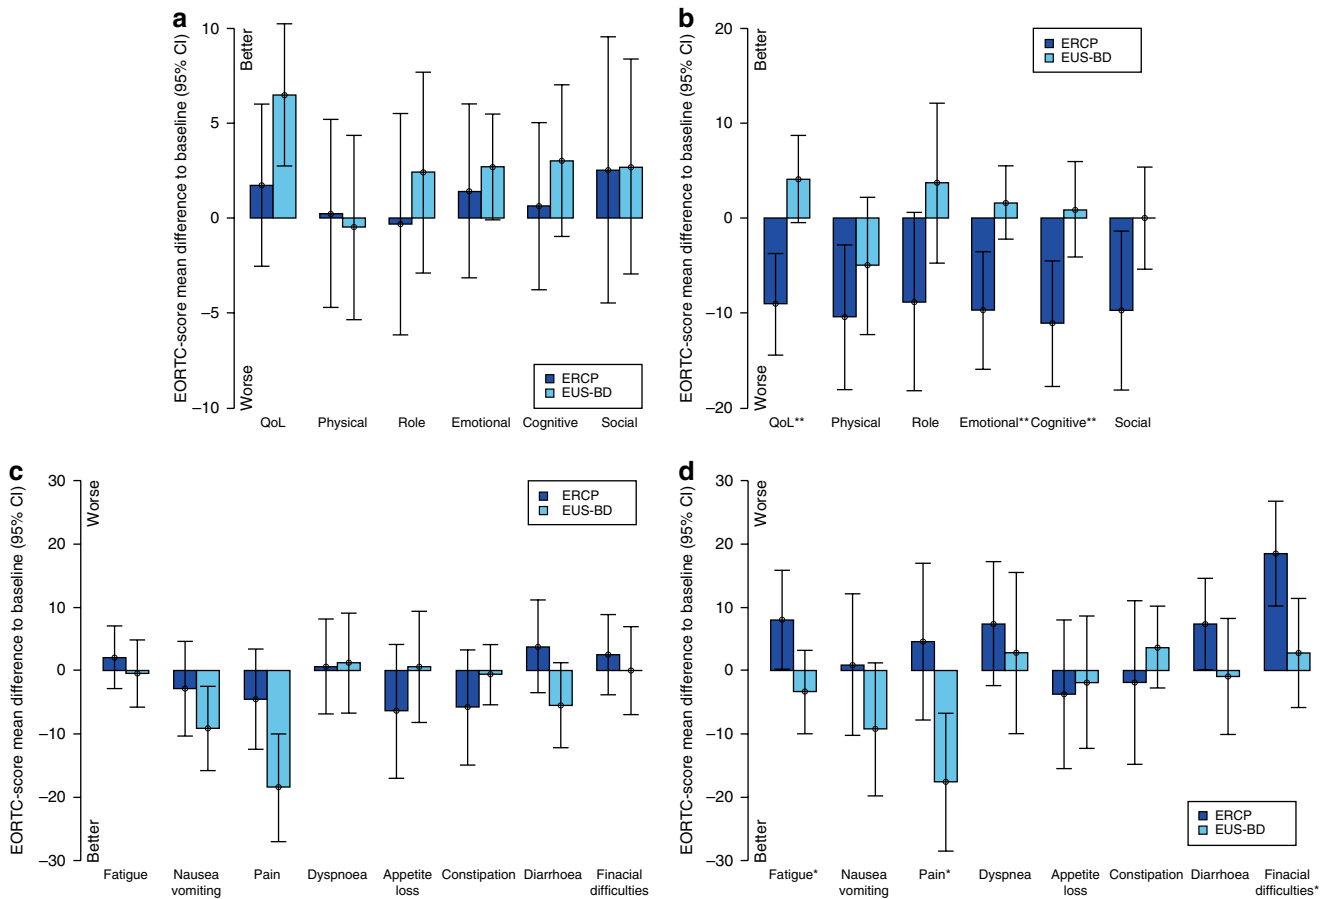 a
EORTC-score mean difference to baseline (95% CI)
Better
Worse
10
5
0
−5
−10
ERCP
EUS-BD
QoL
Physical
Role
Emotional
Cognitive
Social
b
EORTC-score mean difference to baseline (95% CI)
Better
Worse
20
10
0
−10
−20
ERCP
EUS-BD
QoL**
Physical
Role
Emotional**
Cognitive**
Social
c
EORTC-score mean difference to baseline (95% CI)
Worse
Better
30
20
10
0
−10
−20
−30
ERCP
EUS-BD
Fatigue
Nausea
vomiting
Pain
Dyspnoea
Appetite
loss
Constipation
Diarrhoea
Finacial
difficulties
d
EORTC-score mean difference to baseline (95% CI)
Worse
Better
30
20
10
0
−10
−20
−30
ERCP
EUS-BD
Fatigue*
Nausea
vomiting
Pain*
Dyspnea
Appetite
loss
Constipation
Diarrhoea
Finacial
difficulties*